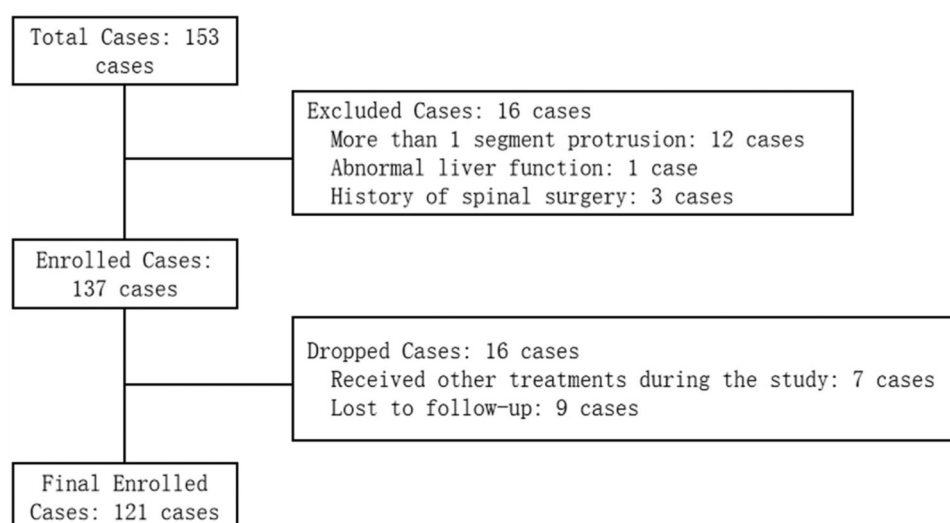 Total Cases: 153
cases
Excluded Cases: 16 cases
More than 1 segment protrusion: 12 cases
Abnormal liver function: 1 case
History of spinal surgery: 3 cases
Enrolled Cases:
137 cases
Dropped Cases: 16 cases
Received other treatments during the study: 7 cases
Lost to follow-up: 9 cases
Final Enrolled
Cases: 121 cases